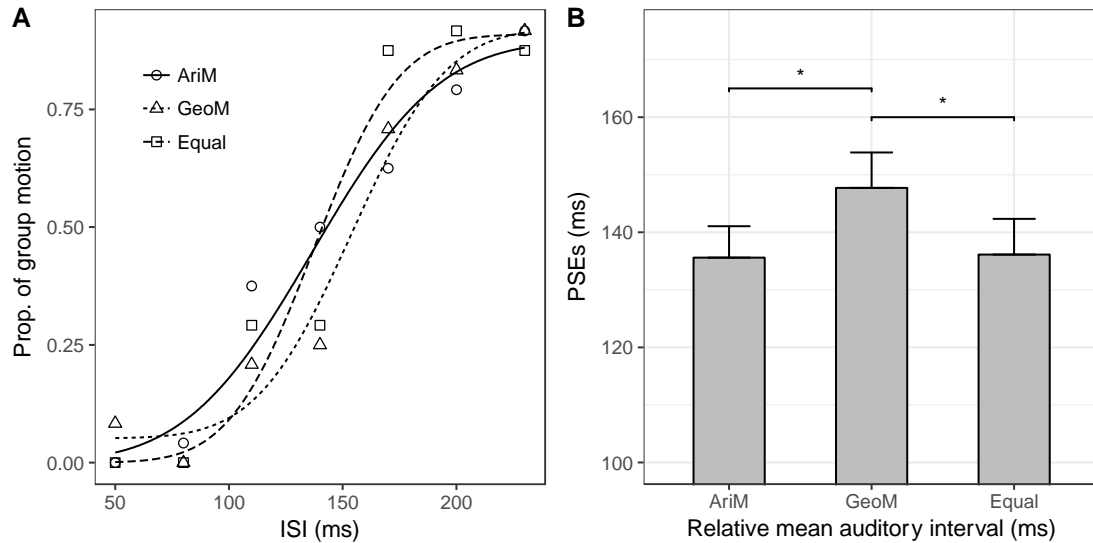 A
AriM
GeoM
Equal
0.75
0.50
0.25
0.00
Prop. of group motion
50
100
150
200
ISI (ms)
B
*
*
160
140
120
100
PSEs (ms)
AriM
GeoM
Equal
Relative mean auditory interval (ms)